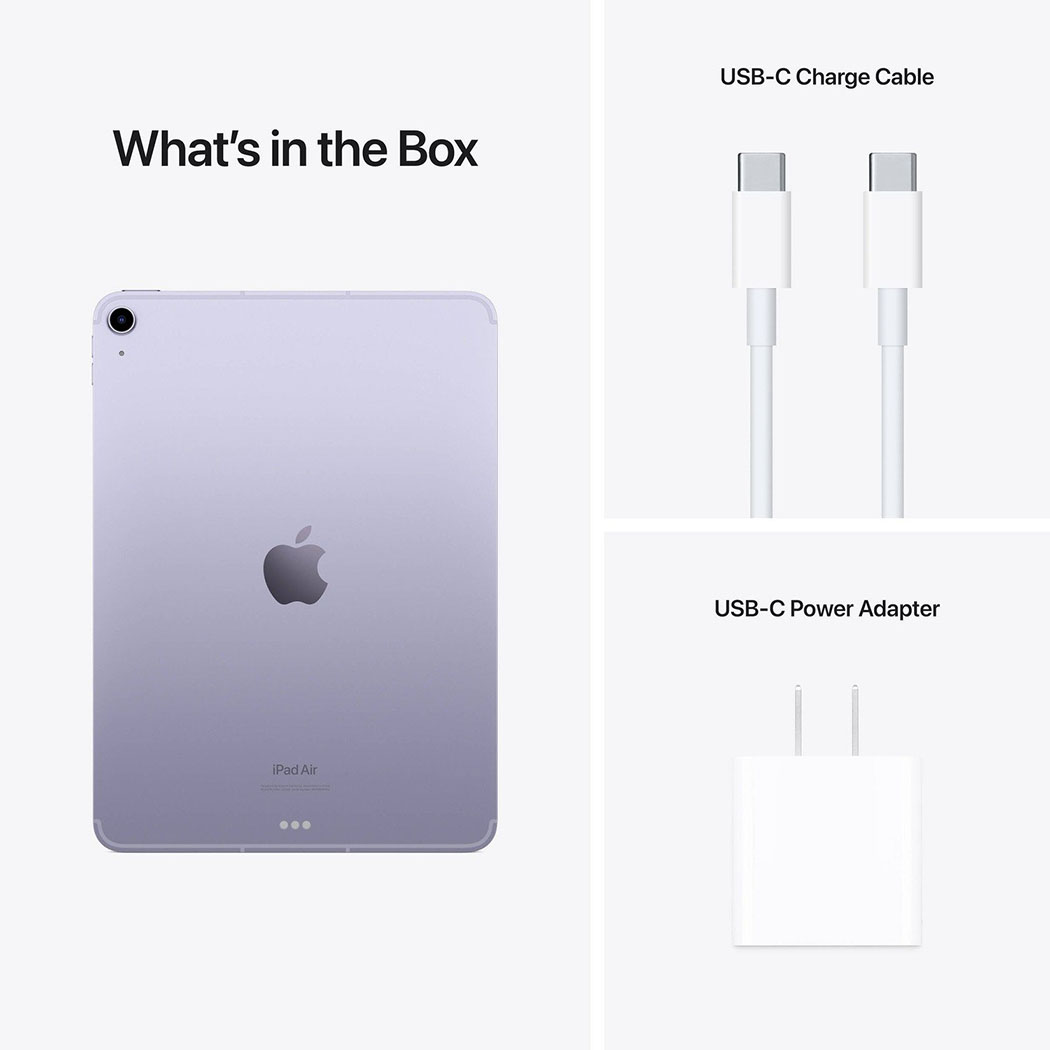 What's in the Box
iPad Air
USB-C Charge Cable
USB-C Power Adapter